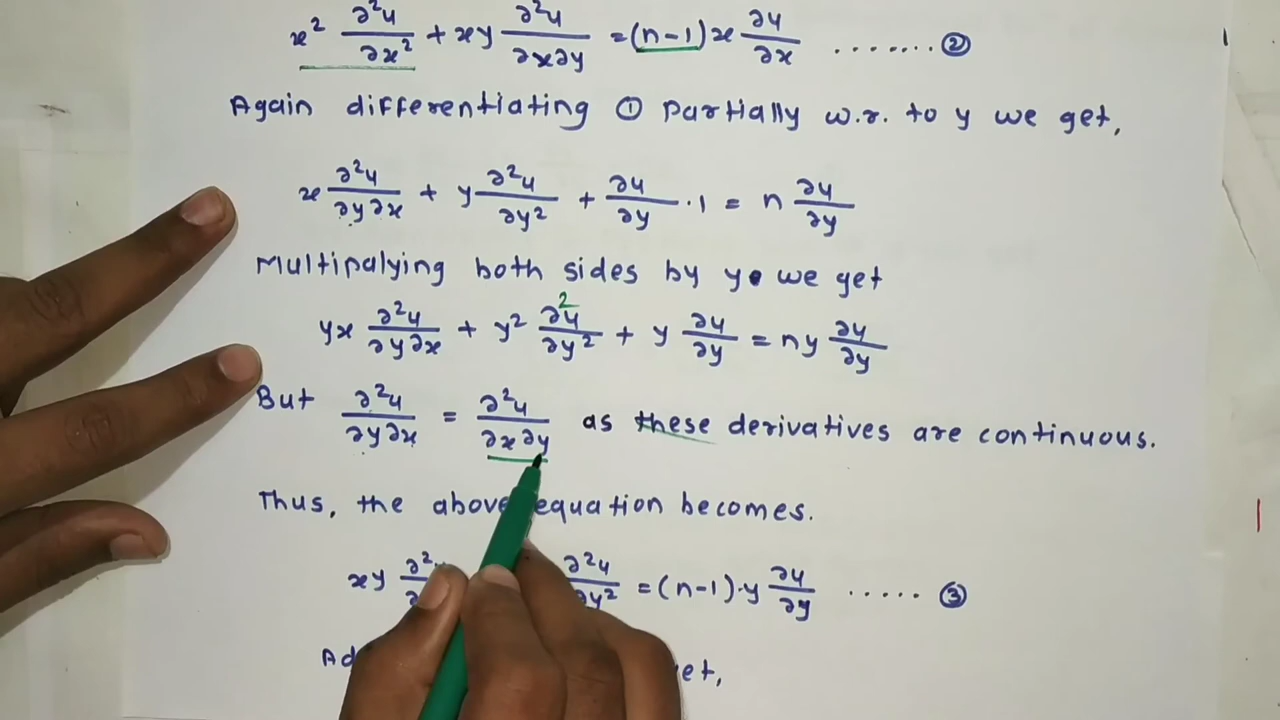 x² ∂²u/∂x² + xy ∂²u/∂x∂y = (n-1)x ∂u/∂x ....... ②
Again differentiating ① partially w.r. to y we get,
x ∂²u/∂y∂x + y ∂²u/∂y² + ∂u/∂y · 1 = n ∂u/∂y
Multipalying both sides by y we get
yx ∂²u/∂y∂x + y² ∂²u/∂y² + y ∂u/∂y = ny ∂u/∂y
But ∂²u/∂y∂x = ∂²u/∂x∂y as these derivatives are continuous.
Thus, the above equation becomes.
xy ∂²u/∂y² = (n-1)·y ∂u/∂y ..... ③